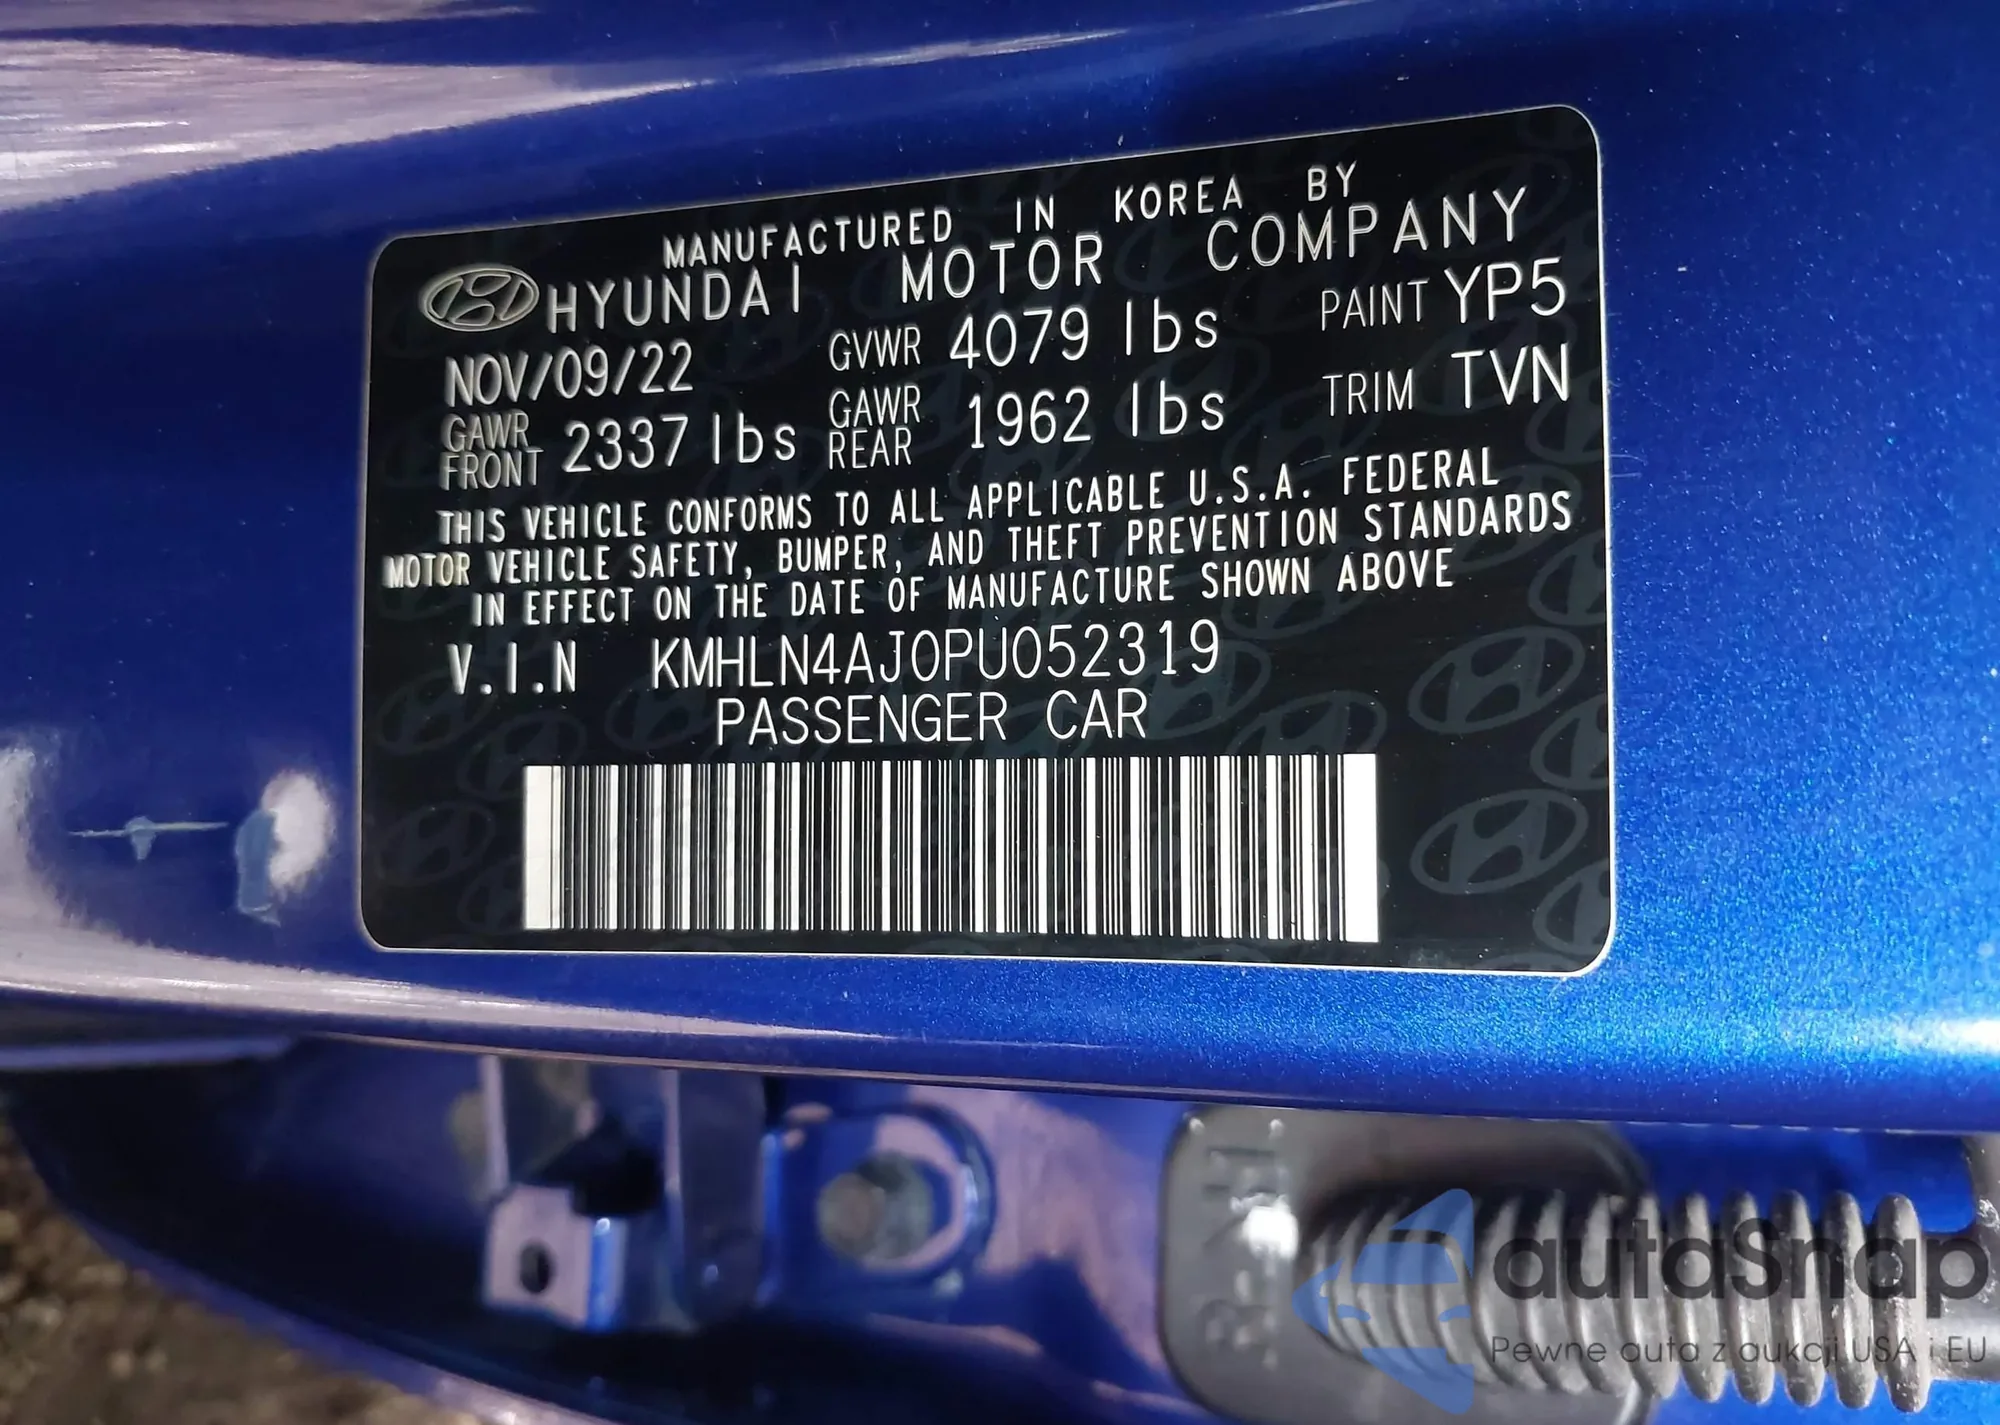 MANUFACTURED IN KOREA BY
HYUNDAI MOTOR COMPANY
NOV/09/22 GVWR 4079 lbs PAINT YP5
GAWR FRONT 2337 lbs GAWR REAR 1962 lbs TRIM TVN
THIS VEHICLE CONFORMS TO ALL APPLICABLE U.S.A. FEDERAL
MOTOR VEHICLE SAFETY, BUMPER, AND THEFT PREVENTION STANDARDS
IN EFFECT ON THE DATE OF MANUFACTURE SHOWN ABOVE
V.I.N KMHLN4AJ0PU052319
PASSENGER CAR
autaSnap
Pewne auta z aukcji USA i EU